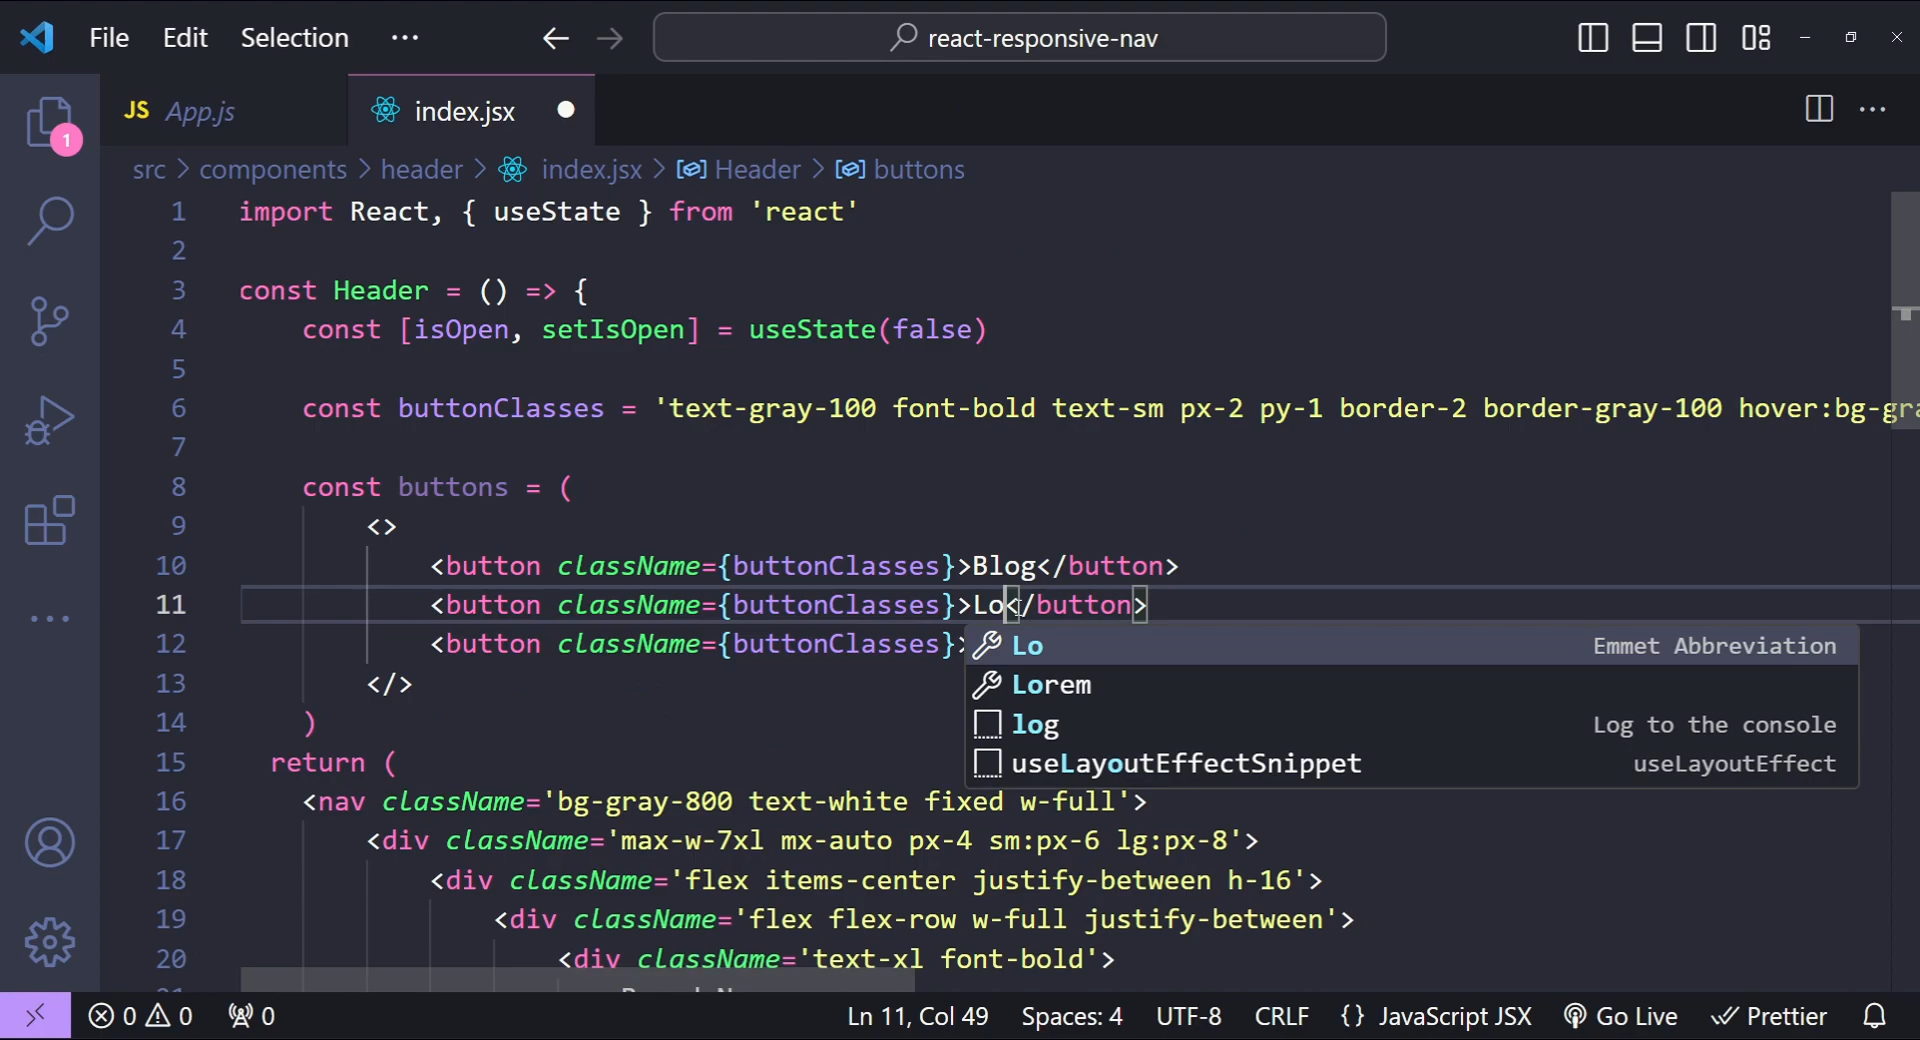 File Edit Selection ··· react-responsive-nav
JS App.js index.jsx
1
src > components > header > index.jsx > Header > buttons
1 import React, { useState } from 'react'
2
3 const Header = () => {
4 const [isOpen, setIsOpen] = useState(false)
5
6 const buttonClasses = 'text-gray-100 font-bold text-sm px-2 py-1 border-2 border-gray-100 hover:bg-gra
7
8 const buttons = (
9 <>
10 <button className={buttonClasses}>Blog</button>
11 <button className={buttonClasses}>Lo</button>
12 <button className={buttonClasses}>
Lo Emmet Abbreviation
Lorem
log Log to the console
useLayoutEffectSnippet useLayoutEffect
13 </>
14 )
15 return (
16 <nav className='bg-gray-800 text-white fixed w-full'>
17 <div className='max-w-7xl mx-auto px-4 sm:px-6 lg:px-8'>
18 <div className='flex items-center justify-between h-16'>
19 <div className='flex flex-row w-full justify-between'>
20 <div className='text-xl font-bold'>
0 0 0 Ln 11, Col 49 Spaces: 4 UTF-8 CRLF {} JavaScript JSX Go Live Prettier